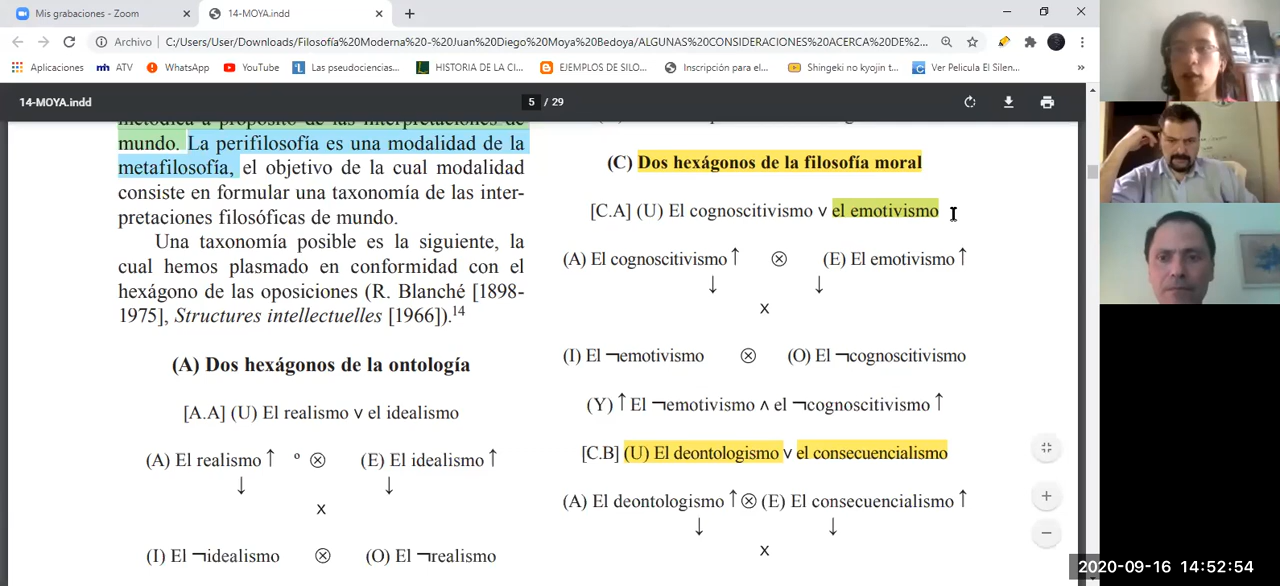 Mis grabaciones - Zoom
14-MOYA.indd
Archivo
C:/Users/User/Downloads/Filosofía%20Moderna%20-%20Juan%20Diego%20Moya%20Bedoya/ALGUNAS%20CONSIDERACIONES%20ACERCA%20DE%...
Aplicaciones
ATV
WhatsApp
YouTube
Las pseudociencias...
HISTORIA DE LA CI...
EJEMPLOS DE SILO...
Inscripción para el...
Shingeki no kyojin t...
Ver Pelicula El Silen...
»
14-MOYA.indd
5 / 29
mundo. La perifilosofía es una modalidad de la
metafilosofía, el objetivo de la cual modalidad
consiste en formular una taxonomía de las inter-
pretaciones filosóficas de mundo.
Una taxonomía posible es la siguiente, la
cual hemos plasmado en conformidad con el
hexágono de las oposiciones (R. Blanché [1898-
1975], Structures intellectuelles [1966]).14
(A) Dos hexágonos de la ontología
[A.A] (U) El realismo ∨ el idealismo
(A) El realismo ↑ º ⊗ (E) El idealismo ↑
↓ ↓
x
(I) El ¬idealismo ⊗ (O) El ¬realismo
(C) Dos hexágonos de la filosofía moral
[C.A] (U) El cognoscitivismo ∨ el emotivismo
(A) El cognoscitivismo ↑ ⊗ (E) El emotivismo ↑
↓ ↓
x
(I) El ¬emotivismo ⊗ (O) El ¬cognoscitivismo
(Y) ↑ El ¬emotivismo ∧ el ¬cognoscitivismo ↑
[C.B] (U) El deontologismo ∨ el consecuencialismo
(A) El deontologismo ↑ ⊗ (E) El consecuencialismo ↑
↓ ↓
x
2020-09-16 14:52:54